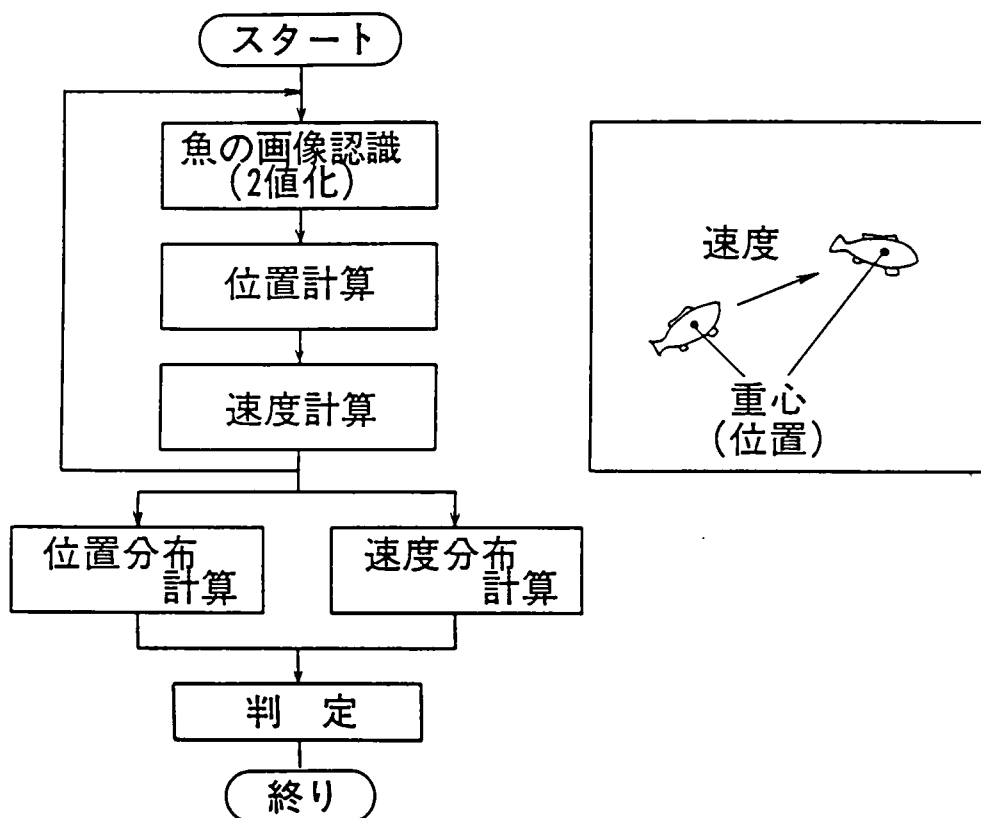 スタート
魚の画像認識
(2値化)
位置計算
速度計算
位置分布
計算
速度分布
計算
判　定
終り
速度
重心
(位置)